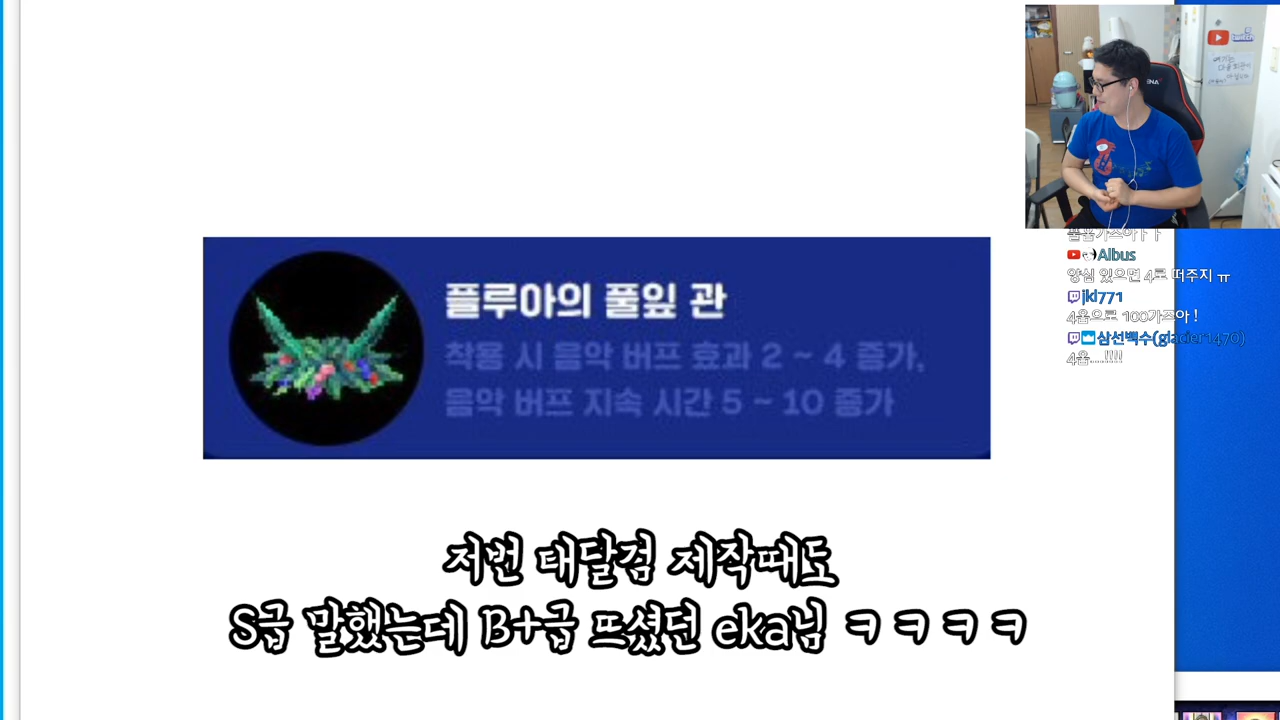 플루아의 풀잎 관
착용 시 음악 버프 효과 2 ~ 4 증가,
음악 버프 지속 시간 5 ~ 10 증가
저번 태달검 제작때도
S급 말했는데 B+급 뜨셨던 eka님 ㅋㅋㅋㅋ
Albus
양심 있으면 4로 떠주지 ㅠ
jkl771
4옵으로 100가즈아 !
삼선백수(glacier1470)
4옵....!!!!